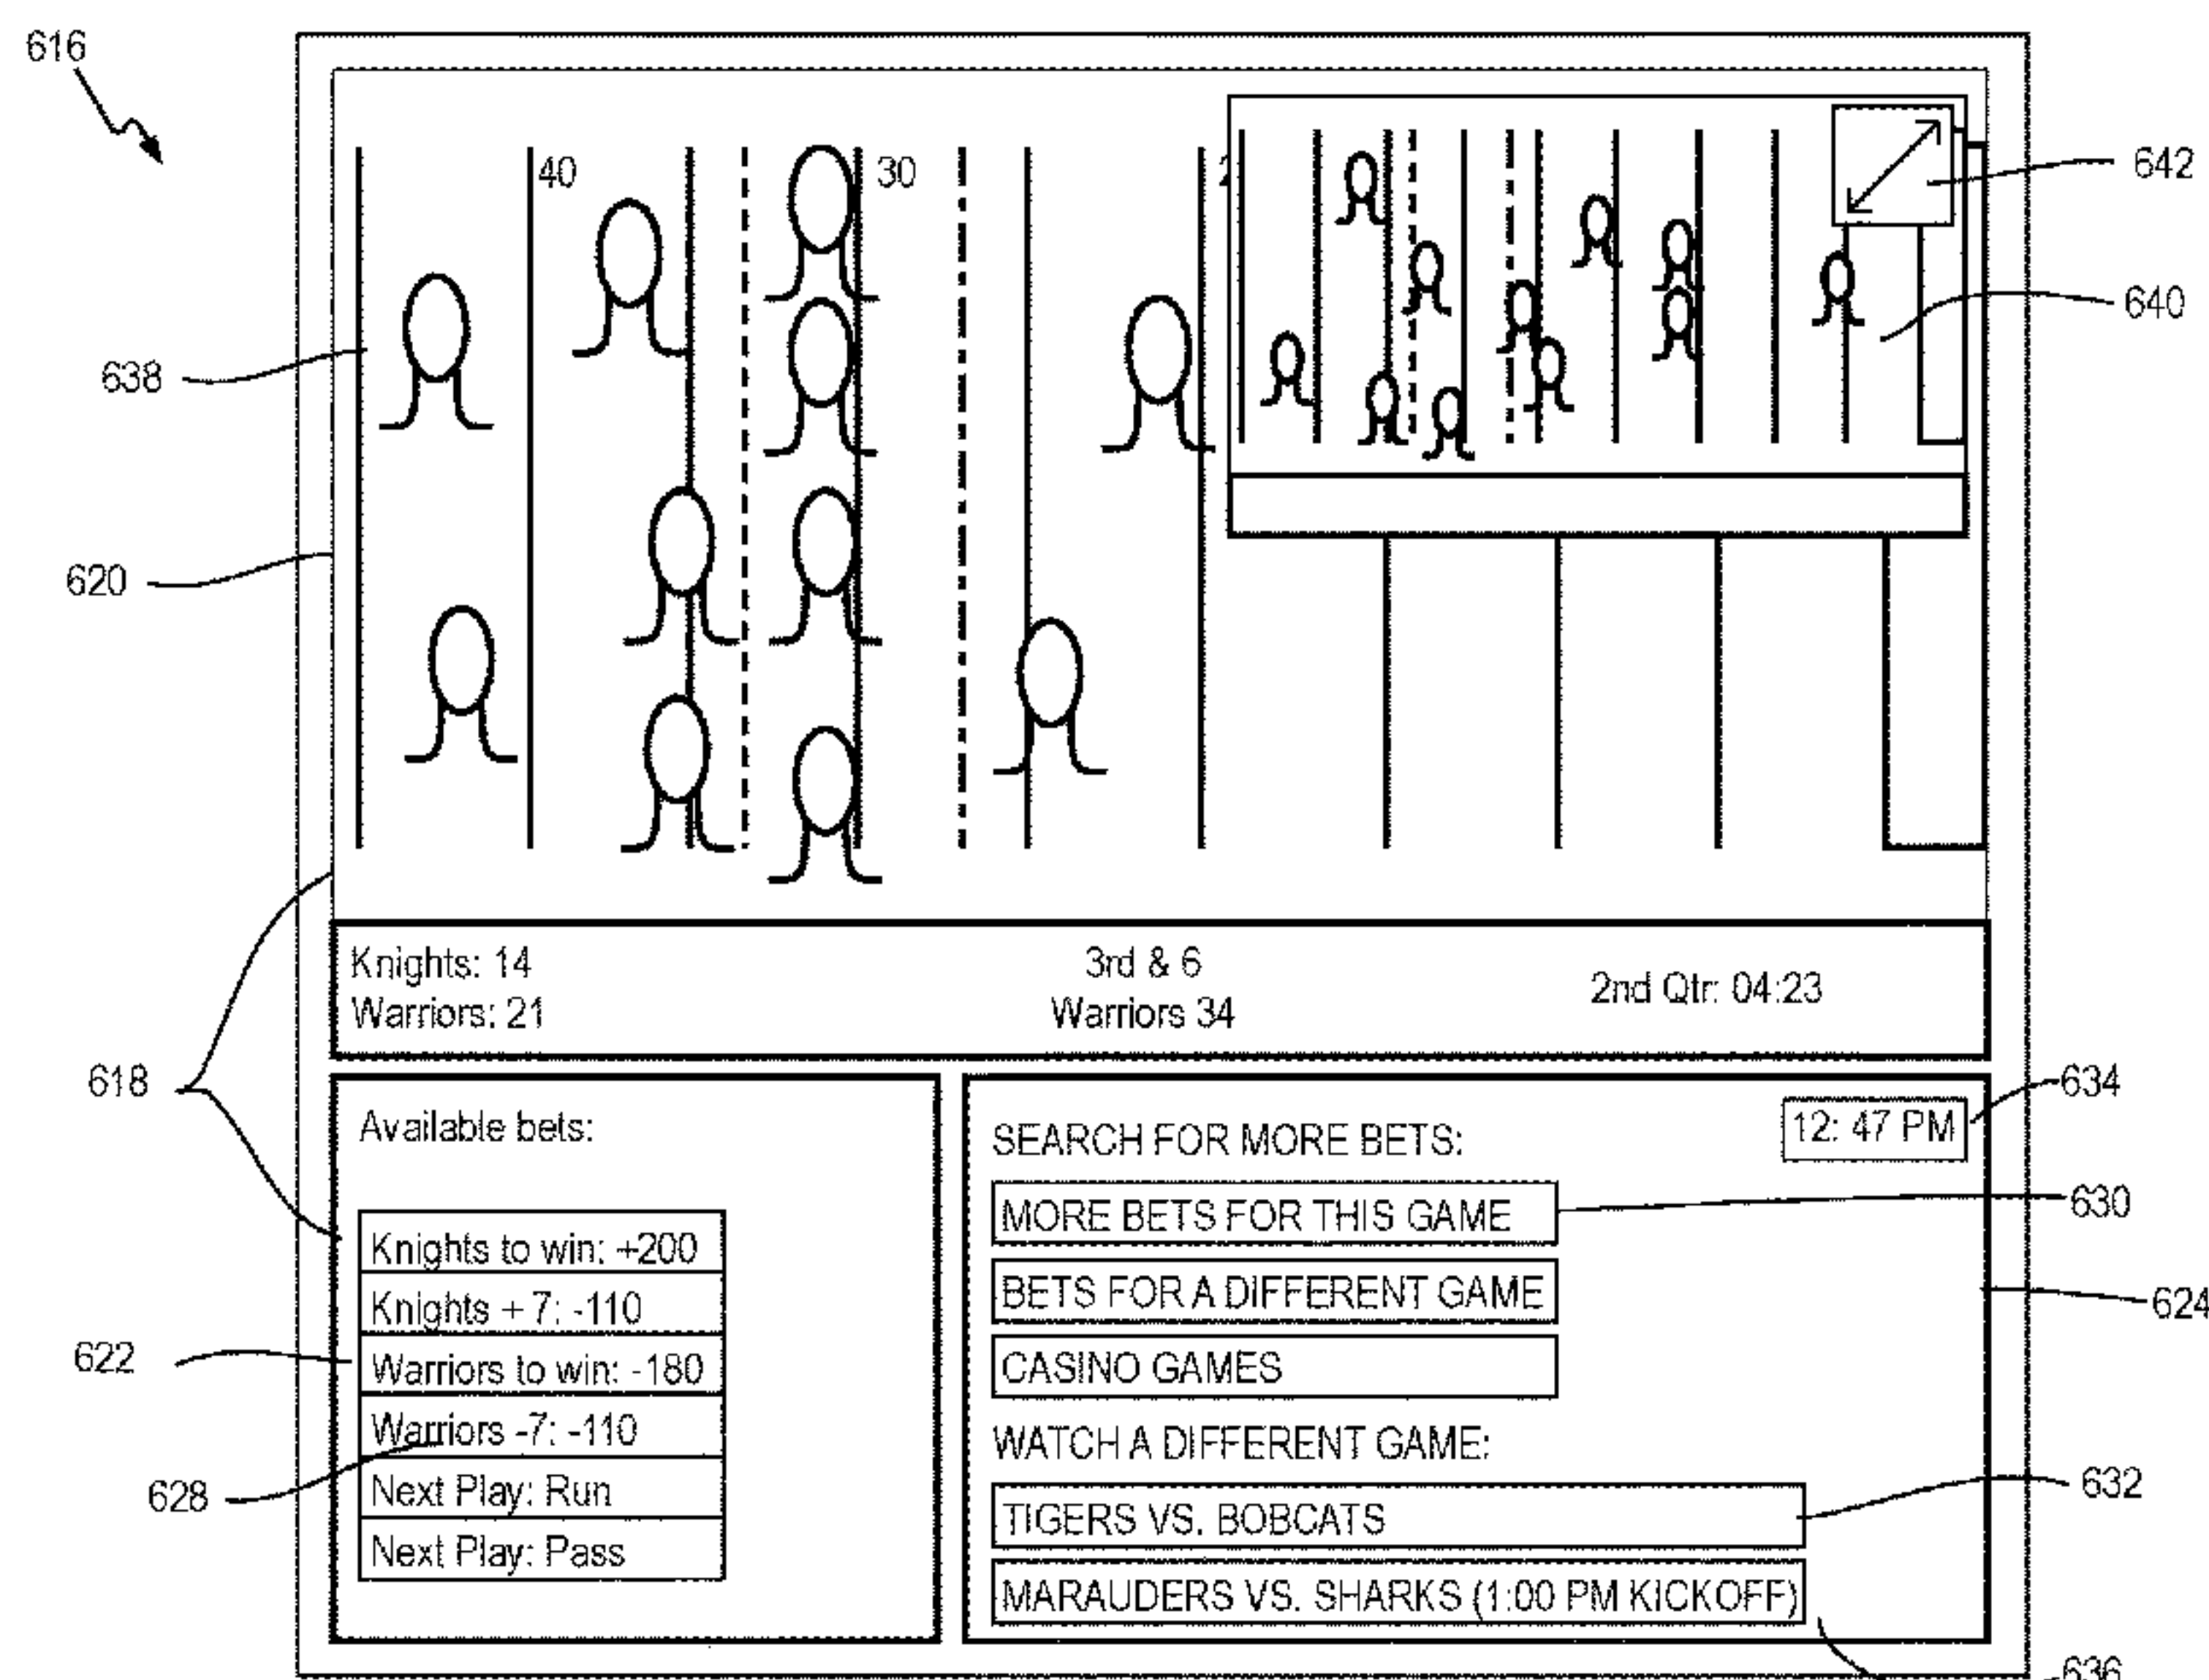 616
40
30
2
642
640
638
620
Knights: 14
Warriors: 21
3rd & 6
Warriors 34
2nd Qtr: 04:23
618
634
Available bets:
Knights to win: +200
Knights + 7: -110
Warriors to win: -180
Warriors -7: -110
Next Play: Run
Next Play: Pass
622
628
12: 47 PM
SEARCH FOR MORE BETS:
MORE BETS FOR THIS GAME
630
BETS FOR A DIFFERENT GAME
624
CASINO GAMES
WATCH A DIFFERENT GAME:
632
TIGERS VS. BOBCATS
MARAUDERS VS. SHARKS (1:00 PM KICKOFF)
636